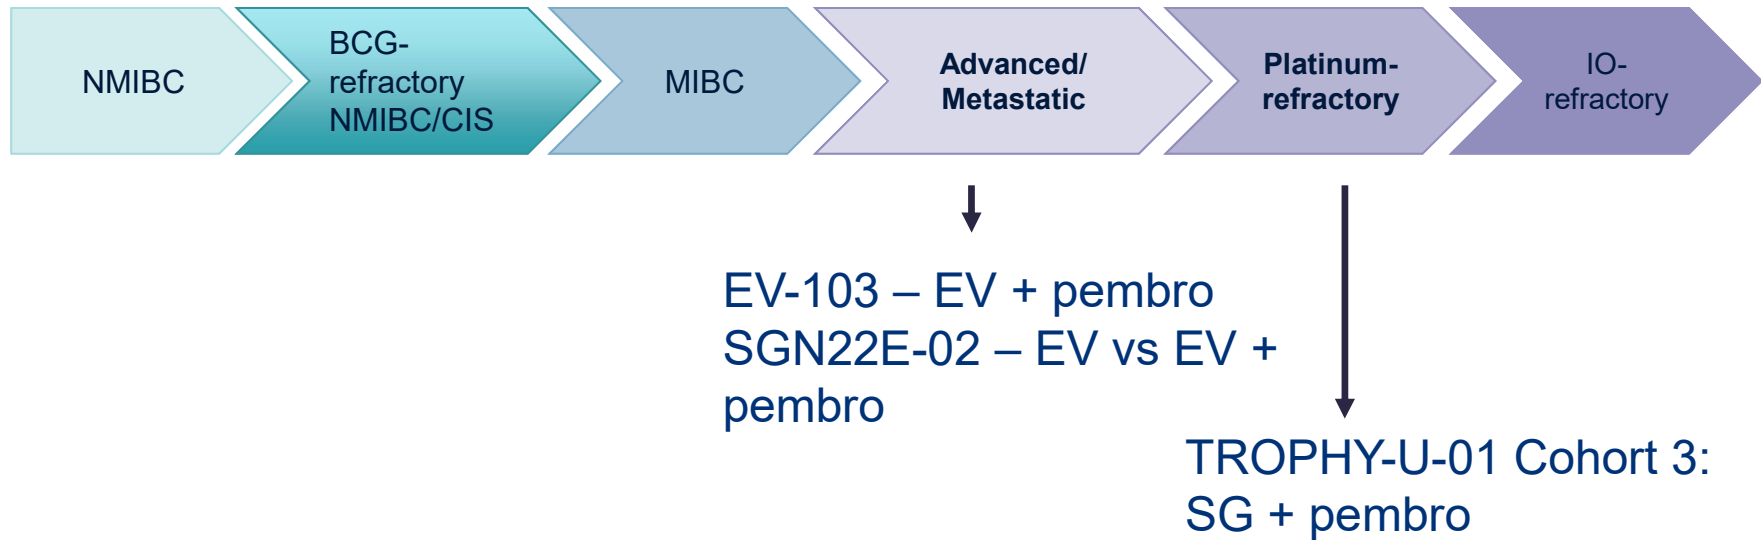 NMIBC
BCG-
refractory
NMIBC/CIS
MIBC
Advanced/
Metastatic
Platinum-
refractory
IO-
refractory
EV-103 – EV + pembro
SGN22E-02 – EV vs EV +
pembro
TROPHY-U-01 Cohort 3:
SG + pembro